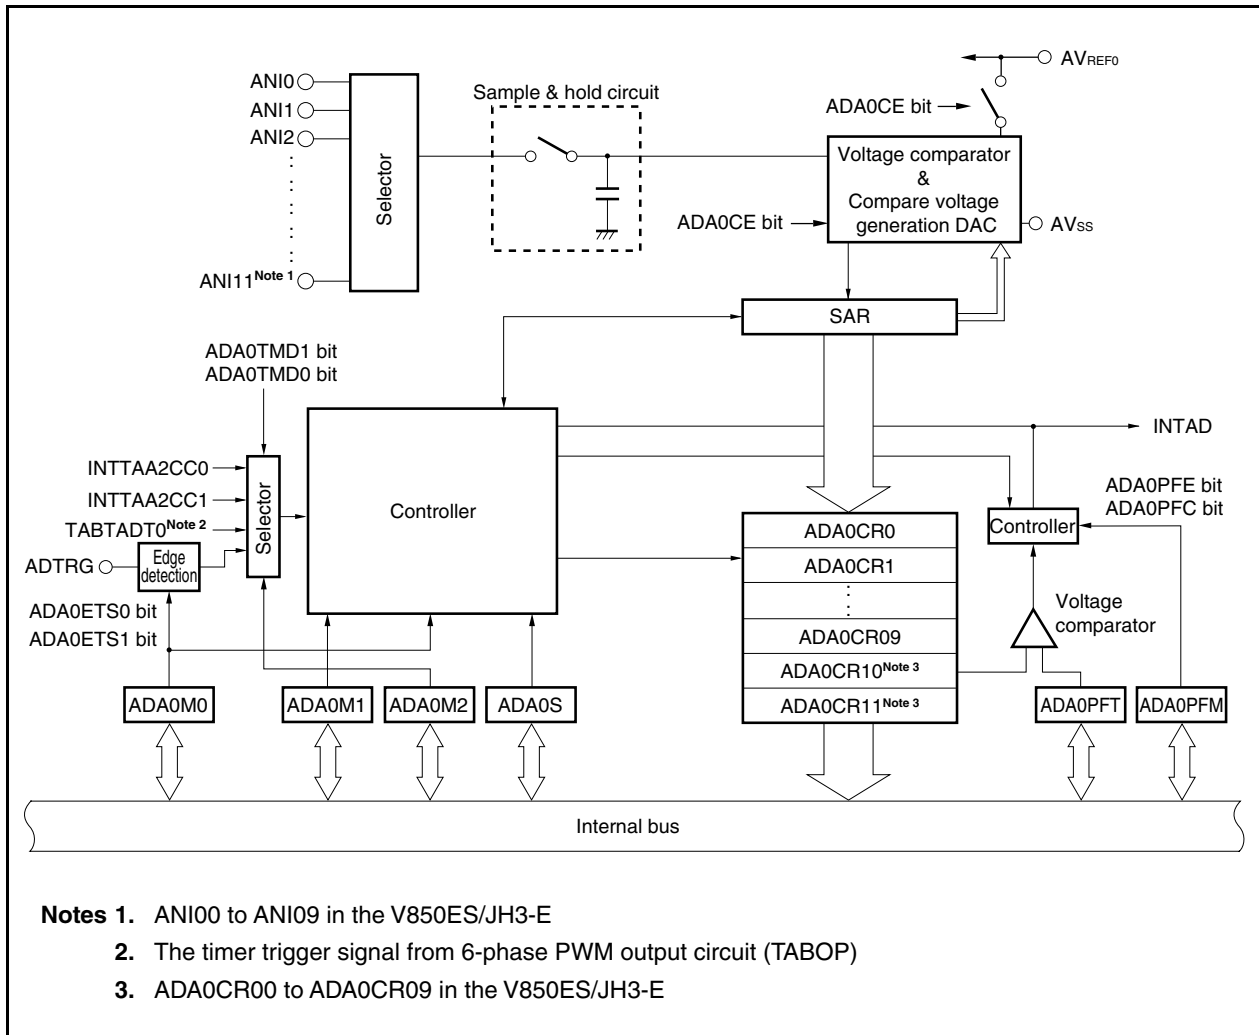 AVREF0
ANI0
ANI1
ANI2
ANI11Note 1
Selector
Sample & hold circuit
ADA0CE bit
Voltage comparator
&
Compare voltage
generation DAC
ADA0CE bit
AVSS
SAR
ADA0TMD1 bit
ADA0TMD0 bit
INTTAA2CC0
INTTAA2CC1
TABTADT0Note 2
ADTRG
Edge
detection
Selector
Controller
INTAD
ADA0PFE bit
ADA0PFC bit
Controller
ADA0CR0
ADA0CR1
ADA0CR09
ADA0CR10Note 3
ADA0CR11Note 3
Voltage
comparator
ADA0ETS0 bit
ADA0ETS1 bit
ADA0M0
ADA0M1
ADA0M2
ADA0S
ADA0PFT
ADA0PFM
Internal bus
Notes 1. ANI00 to ANI09 in the V850ES/JH3-E
2. The timer trigger signal from 6-phase PWM output circuit (TABOP)
3. ADA0CR00 to ADA0CR09 in the V850ES/JH3-E